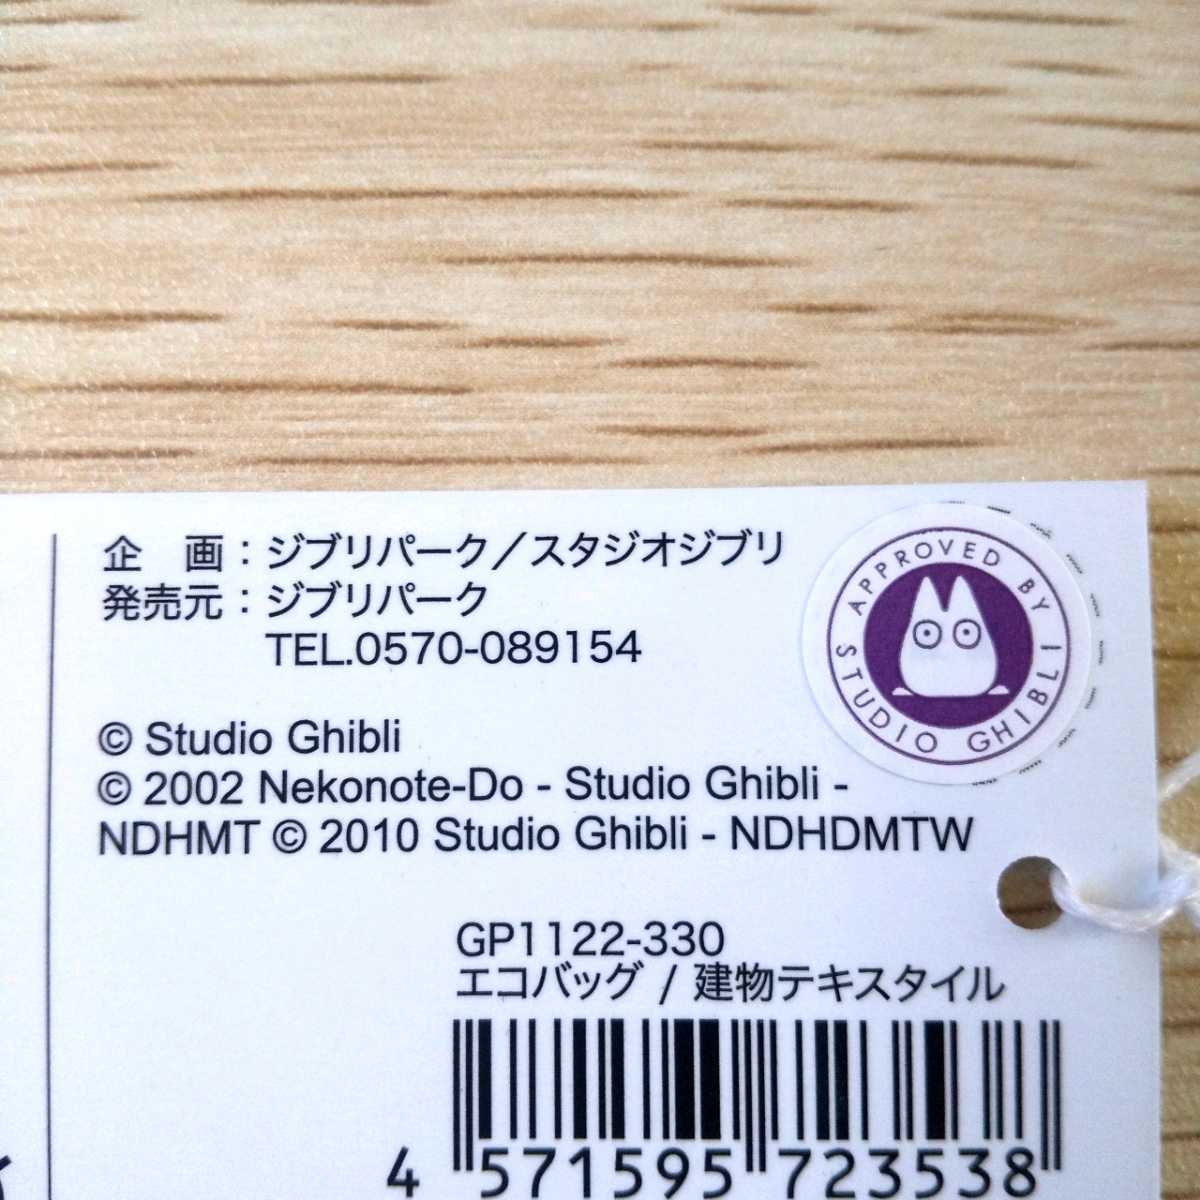 企　画：ジブリパーク／スタジオジブリ
発売元：ジブリパーク
TEL.0570-089154
APPROVED BY
STUDIO GHIBLI
© Studio Ghibli
© 2002 Nekonote-Do - Studio Ghibli -
NDHMT © 2010 Studio Ghibli - NDHDMTW
GP1122-330
エコバッグ / 建物テキスタイル
4 571595 723538